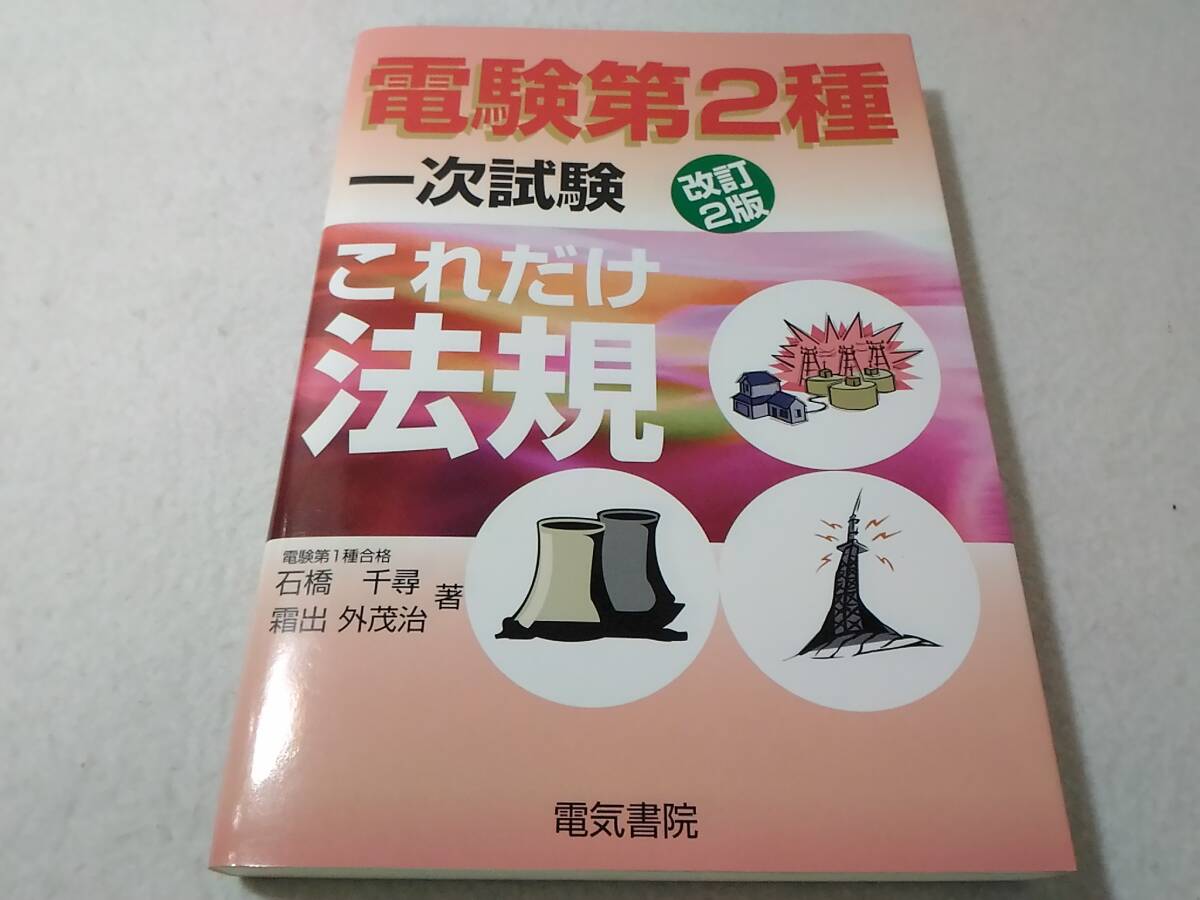 電験第2種
一次試験
改訂
2版
これだけ
法規
電験第1種合格
石橋　千尋
霜出 外茂治
著
電気書院